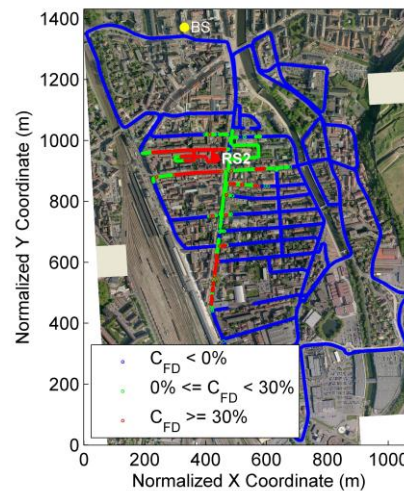 1400
1200
1000
800
600
400
200
0
Normalized Y Coordinate (m)
BS
RS2
C_FD < 0%
0% <= C_FD < 30%
C_FD >= 30%
0 200 400 600 800 1000
Normalized X Coordinate (m)